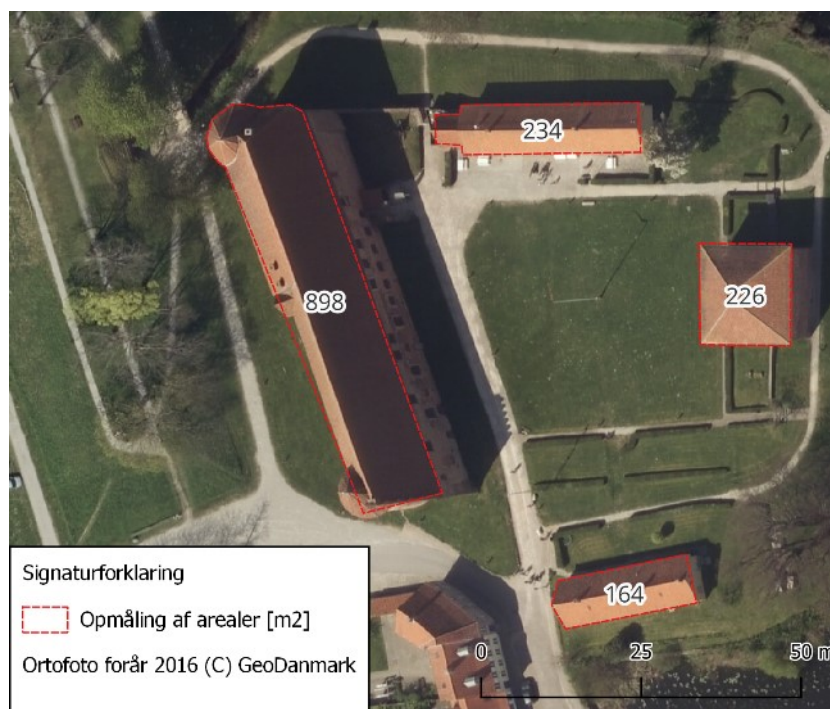 234
226
898
164
Signaturforklaring
Opmåling af arealer [m2]
Ortofoto forår 2016 (C) GeoDanmark
0 25 50 m